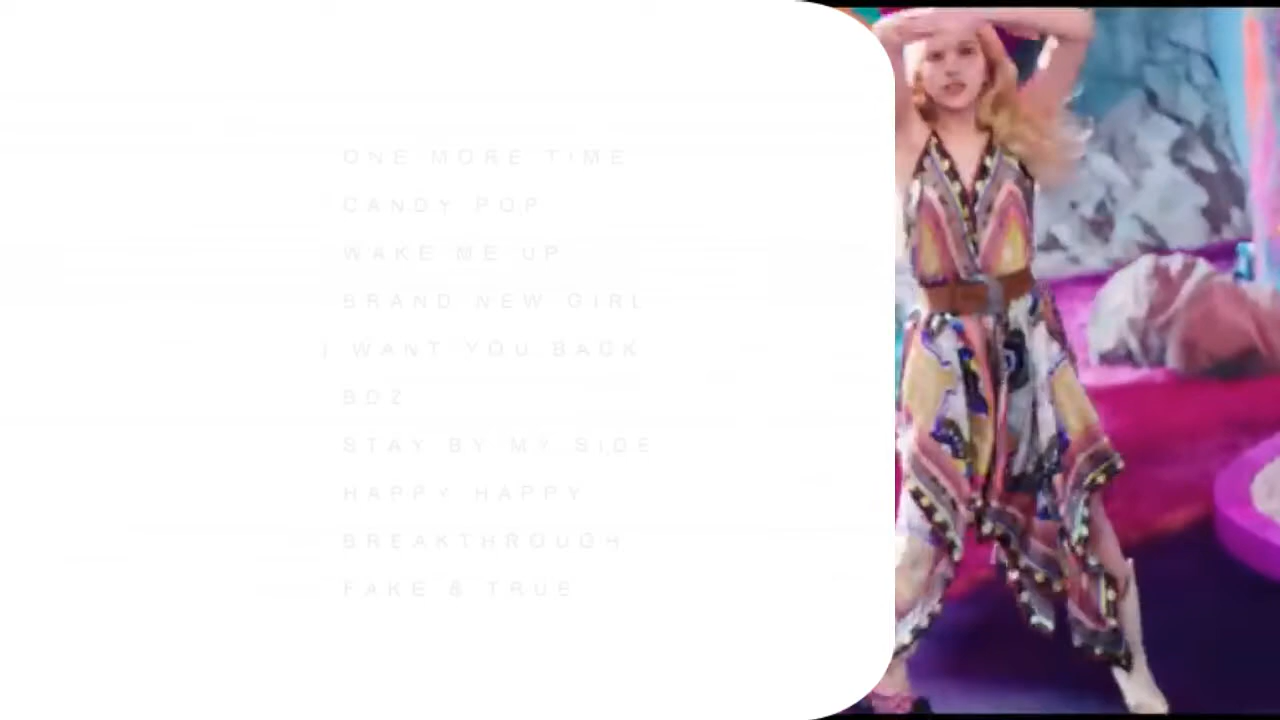 ONE MORE TIME
CANDY POP
WAKE ME UP
BRAND NEW GIRL
I WANT YOU BACK
BDZ
STAY BY MY SIDE
HAPPY HAPPY
BREAKTHROUGH
FAKE & TRUE